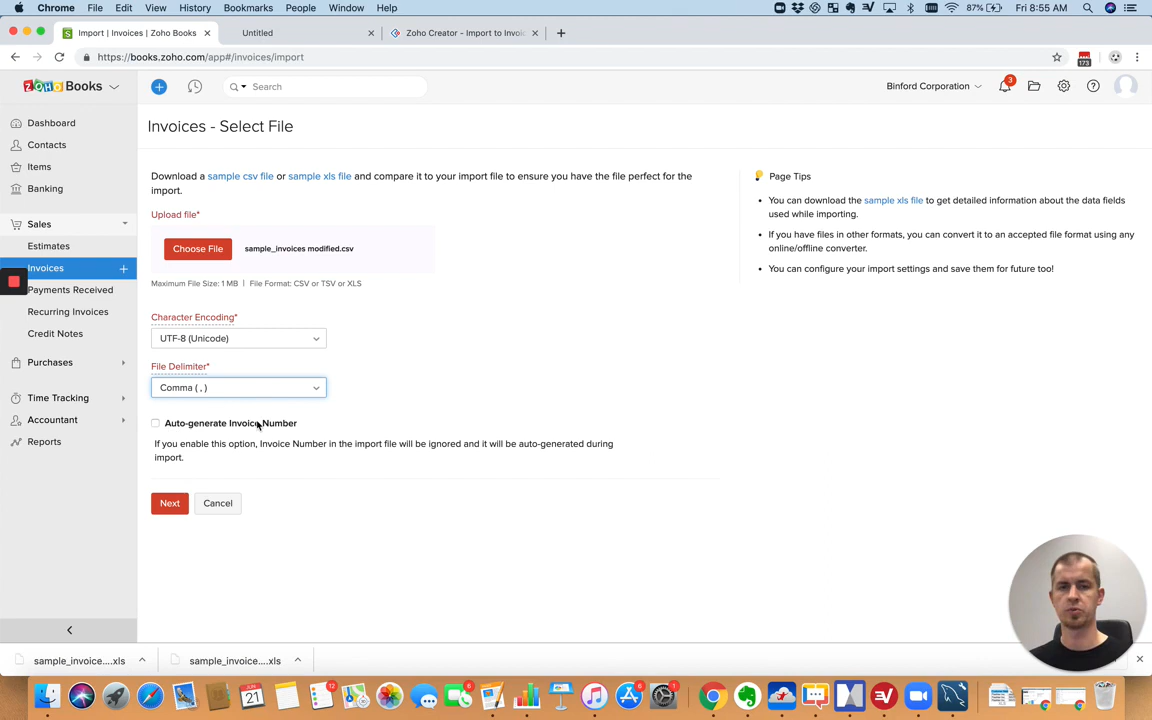 Chrome File Edit View History Bookmarks People Window Help
87% Fri 8:55 AM
Import | Invoices | Zoho Books
Untitled
Zoho Creator - Import to Invoi
https://books.zoho.com/app#/invoices/import
173
ZOHO Books
Search
Binford Corporation
3
Dashboard
Contacts
Items
Banking
Sales
Estimates
Invoices
Payments Received
Recurring Invoices
Credit Notes
Purchases
Time Tracking
Accountant
Reports
Invoices - Select File
Download a sample csv file or sample xls file and compare it to your import file to ensure you have the file perfect for the
import.
Upload file*
Choose File sample_invoices modified.csv
Maximum File Size: 1 MB | File Format: CSV or TSV or XLS
Character Encoding*
UTF-8 (Unicode)
File Delimiter*
Comma ( , )
Auto-generate Invoice Number
If you enable this option, Invoice Number in the import file will be ignored and it will be auto-generated during
import.
Next Cancel
Page Tips
• You can download the sample xls file to get detailed information about the data fields
used while importing.
• If you have files in other formats, you can convert it to an accepted file format using any
online/offline converter.
• You can configure your import settings and save them for future too!
sample_invoice....xls
sample_invoice....xls
JUN
21
12
6
6
1